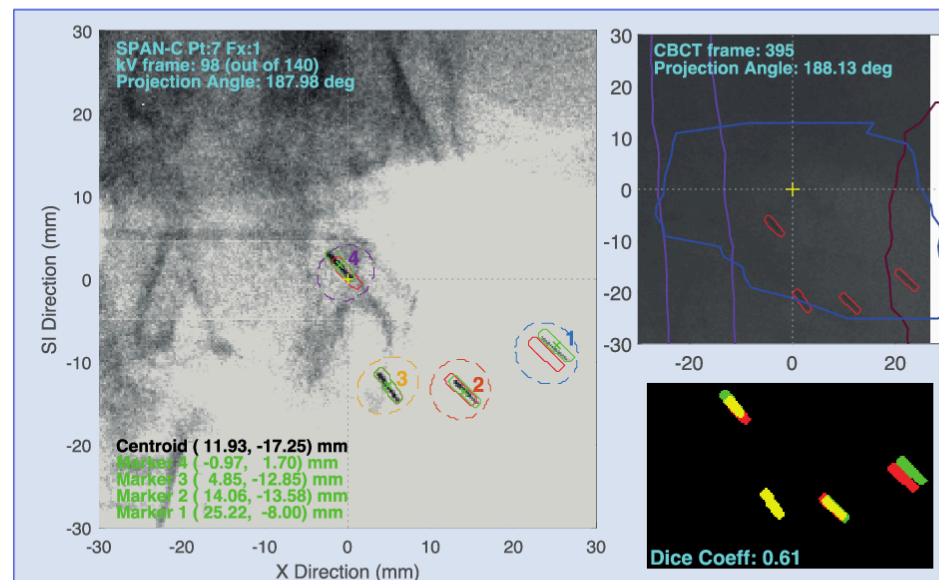 SPAN-C Pt:7 Fx:1
kV frame: 98 (out of 140)
Projection Angle: 187.98 deg
30
20
10
0
-10
-20
-30
SI Direction (mm)
4
3
2
1
Centroid ( 11.93, -17.25) mm
Marker 4 ( -0.97, 1.70) mm
Marker 3 ( 4.85, -12.85) mm
Marker 2 ( 14.06, -13.58) mm
Marker 1 ( 25.22, -8.00) mm
-30 -20 -10 0 10 20 30
X Direction (mm)
CBCT frame: 395
Projection Angle: 188.13 deg
30
20
10
0
-10
-20
-30
-20 0 20
Dice Coeff: 0.61